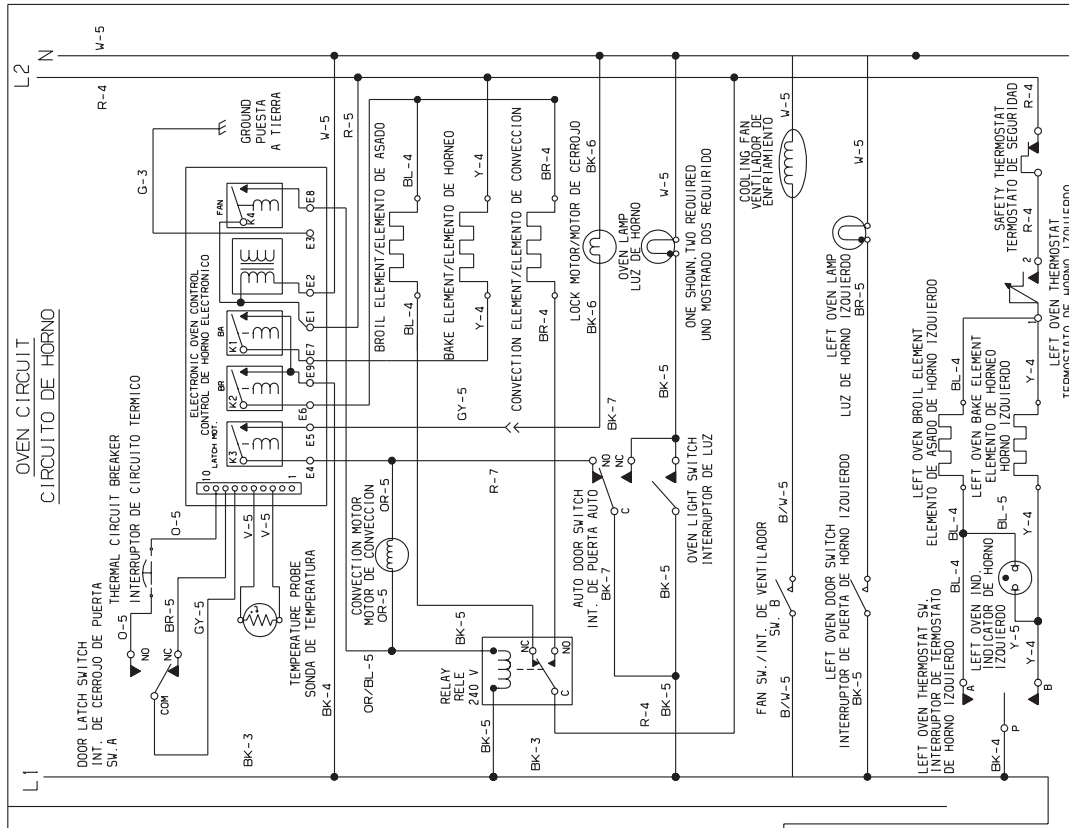 OVEN CIRCUIT
CIRCUITO DE HORNO
L2
N
W-5
R-4
L1
G-3
GROUND
PUESTA
A TIERRA
W-5
R-5
ELECTRONIC OVEN CONTROL
CONTROL DE HORNO ELECTRONICO
FAN
K4
E8
E3
E2
E1
BA
K1
E7
E9
BR
K2
E6
LATCH MOT.
K3
E5
E4
10
1
DOOR LATCH SWITCH
INT. DE CERROJO DE PUERTA
SW.A
THERMAL CIRCUIT BREAKER
INTERRUPTOR DE CIRCUITO TERMICO
O-5
O-5
NO
NC
COM
BR-5
GY-5
V-5
V-5
TEMPERATURE PROBE
SONDA DE TEMPERATURA
BK-4
BK-3
BROIL ELEMENT/ELEMENTO DE ASADO
BL-4
BL-4
BAKE ELEMENT/ELEMENTO DE HORNEO
Y-4
Y-4
CONVECTION ELEMENT/ELEMENTO DE CONVECCION
BR-4
BR-4
GY-5
R-7
CONVECTION MOTOR
MOTOR DE CONVECCION
OR-5
OR-5
OR/BL-5
BK-5
RELAY
RELE
240 V
NC
NO
C
BK-5
BK-3
R-4
LOCK MOTOR/MOTOR DE CERROJO
BK-6
BK-6
OVEN LAMP
LUZ DE HORNO
W-5
ONE SHOWN,TWO REQUIRED
UNO MOSTRADO DOS REQUIRIDO
BK-7
BK-5
NO
NC
C
AUTO DOOR SWITCH
INT. DE PUERTA AUTO
BK-7
OVEN LIGHT SWITCH
INTERRUPTOR DE LUZ
BK-5
BK-5
COOLING FAN
VENTILADOR DE
ENFRIAMIENTO
W-5
B/W-5
FAN SW./INT. DE VENTILADOR
SW. B
B/W-5
W-5
LEFT OVEN LAMP
LUZ DE HORNO IZQUIERDO
BR-5
LEFT OVEN DOOR SWITCH
INTERRUPTOR DE PUERTA DE HORNO IZQUIERDO
BK-5
R-4
SAFETY THERMOSTAT
TERMOSTATO DE SEGURIDAD
R-4
2
1
LEFT OVEN THERMOSTAT
TERMOSTATO DE HORNO IZQUIERDO
LEFT OVEN BROIL ELEMENT
ELEMENTO DE ASADO DE HORNO IZQUIERDO
BL-4
BL-4
LEFT OVEN BAKE ELEMENT
ELEMENTO DE HORNEO
HORNO IZQUIERDO
Y-4
Y-4
BL-5
BL-4
LEFT OVEN IND.
INDICATOR DE HORNO
IZQUIERDO
Y-5
Y-4
LEFT OVEN THERMOSTAT SW.
INTERRUPTOR DE TERMOSTATO
DE HORNO IZQUIERDO
A
B
P
BK-4